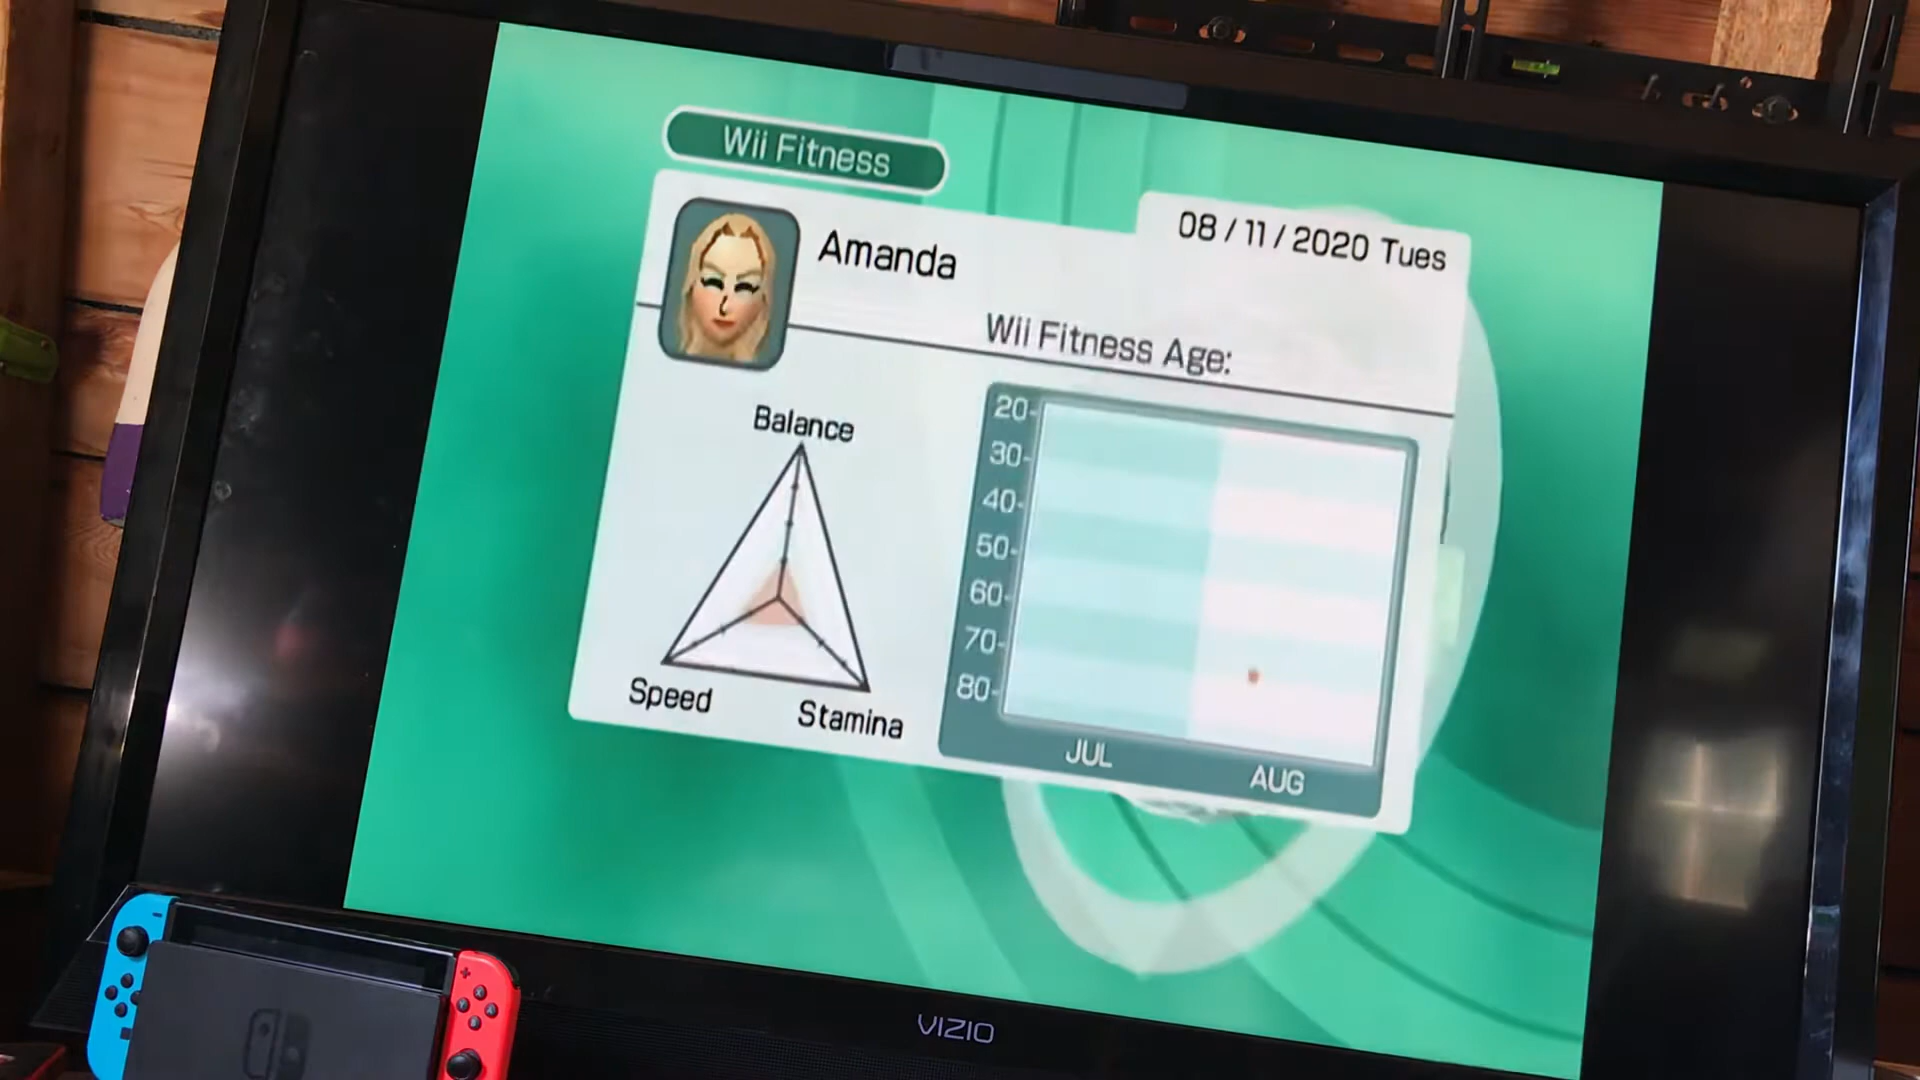 Wii Fitness
Amanda
08 / 11 / 2020 Tues
Wii Fitness Age:
Balance
Speed
Stamina
20-
30-
40-
50-
60-
70-
80-
JUL
AUG
VIZIO